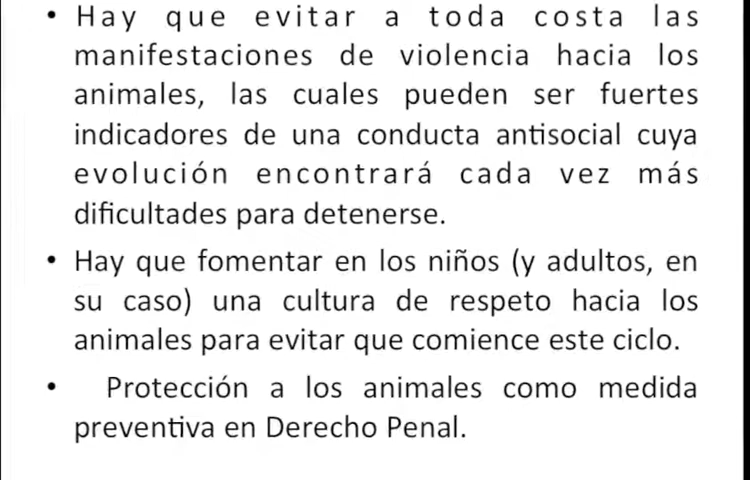 • Hay que evitar a toda costa las
manifestaciones de violencia hacia los
animales, las cuales pueden ser fuertes
indicadores de una conducta antisocial cuya
evolución encontrará cada vez más
dificultades para detenerse.
• Hay que fomentar en los niños (y adultos, en
su caso) una cultura de respeto hacia los
animales para evitar que comience este ciclo.
• Protección a los animales como medida
preventiva en Derecho Penal.